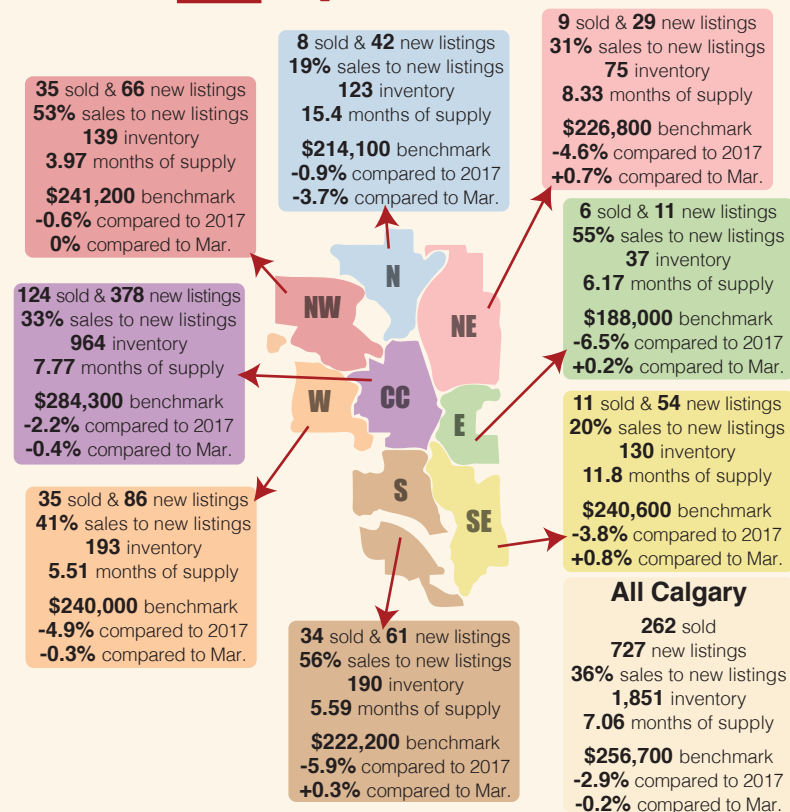 8 sold & 42 new listings
19% sales to new listings
123 inventory
15.4 months of supply
$214,100 benchmark
-0.9% compared to 2017
-3.7% compared to Mar.
9 sold & 29 new listings
31% sales to new listings
75 inventory
8.33 months of supply
$226,800 benchmark
-4.6% compared to 2017
+0.7% compared to Mar.
35 sold & 66 new listings
53% sales to new listings
139 inventory
3.97 months of supply
$241,200 benchmark
-0.6% compared to 2017
0% compared to Mar.
6 sold & 11 new listings
55% sales to new listings
37 inventory
6.17 months of supply
$188,000 benchmark
-6.5% compared to 2017
+0.2% compared to Mar.
N
NW
NE
W
CC
E
S
SE
124 sold & 378 new listings
33% sales to new listings
964 inventory
7.77 months of supply
$284,300 benchmark
-2.2% compared to 2017
-0.4% compared to Mar.
11 sold & 54 new listings
20% sales to new listings
130 inventory
11.8 months of supply
$240,600 benchmark
-3.8% compared to 2017
+0.8% compared to Mar.
35 sold & 86 new listings
41% sales to new listings
193 inventory
5.51 months of supply
$240,000 benchmark
-4.9% compared to 2017
-0.3% compared to Mar.
34 sold & 61 new listings
56% sales to new listings
190 inventory
5.59 months of supply
$222,200 benchmark
-5.9% compared to 2017
+0.3% compared to Mar.
All Calgary
262 sold
727 new listings
36% sales to new listings
1,851 inventory
7.06 months of supply
$256,700 benchmark
-2.9% compared to 2017
-0.2% compared to Mar.